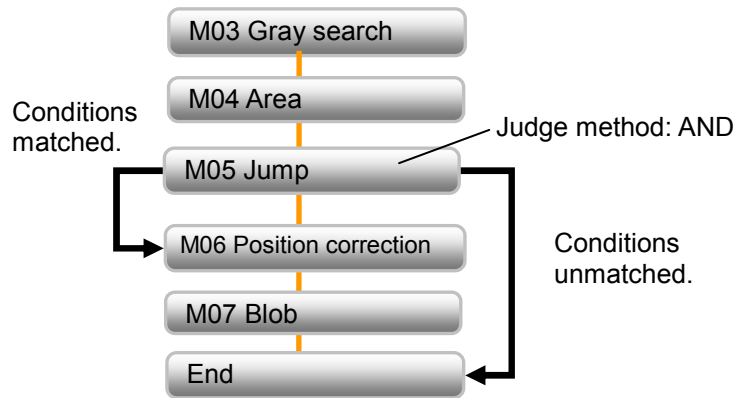 M03 Gray search
M04 Area
Conditions
matched.
Judge method: AND
M05 Jump
M06 Position correction
Conditions
unmatched.
M07 Blob
End